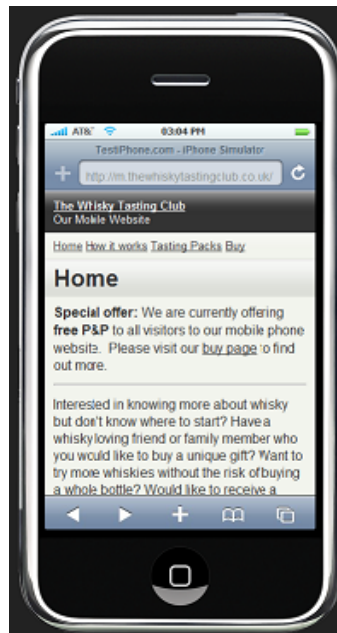 AT&T 03:04 PM
TestiPhone.com - iPhone Simulator
http://m.thewhiskytastingclub.co.uk/
The Whisky Tasting Club
Our Mobile Website
Home How it works Tasting Packs Buy
Home
Special offer: We are currently offering
free P&P to all visitors to our mobile phone
website. Please visit our buy page to find
out more.
Interested in knowing more about whisky
but don't know where to start? Have a
whisky loving friend or family member who
you would like to buy a unique gift? Want to
try more whiskies without the risk of buying
a whole bottle? Would like to receive a